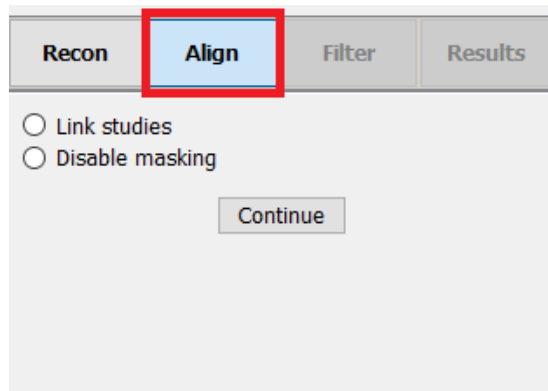 Recon Align Filter Results
Link studies
Disable masking
Continue